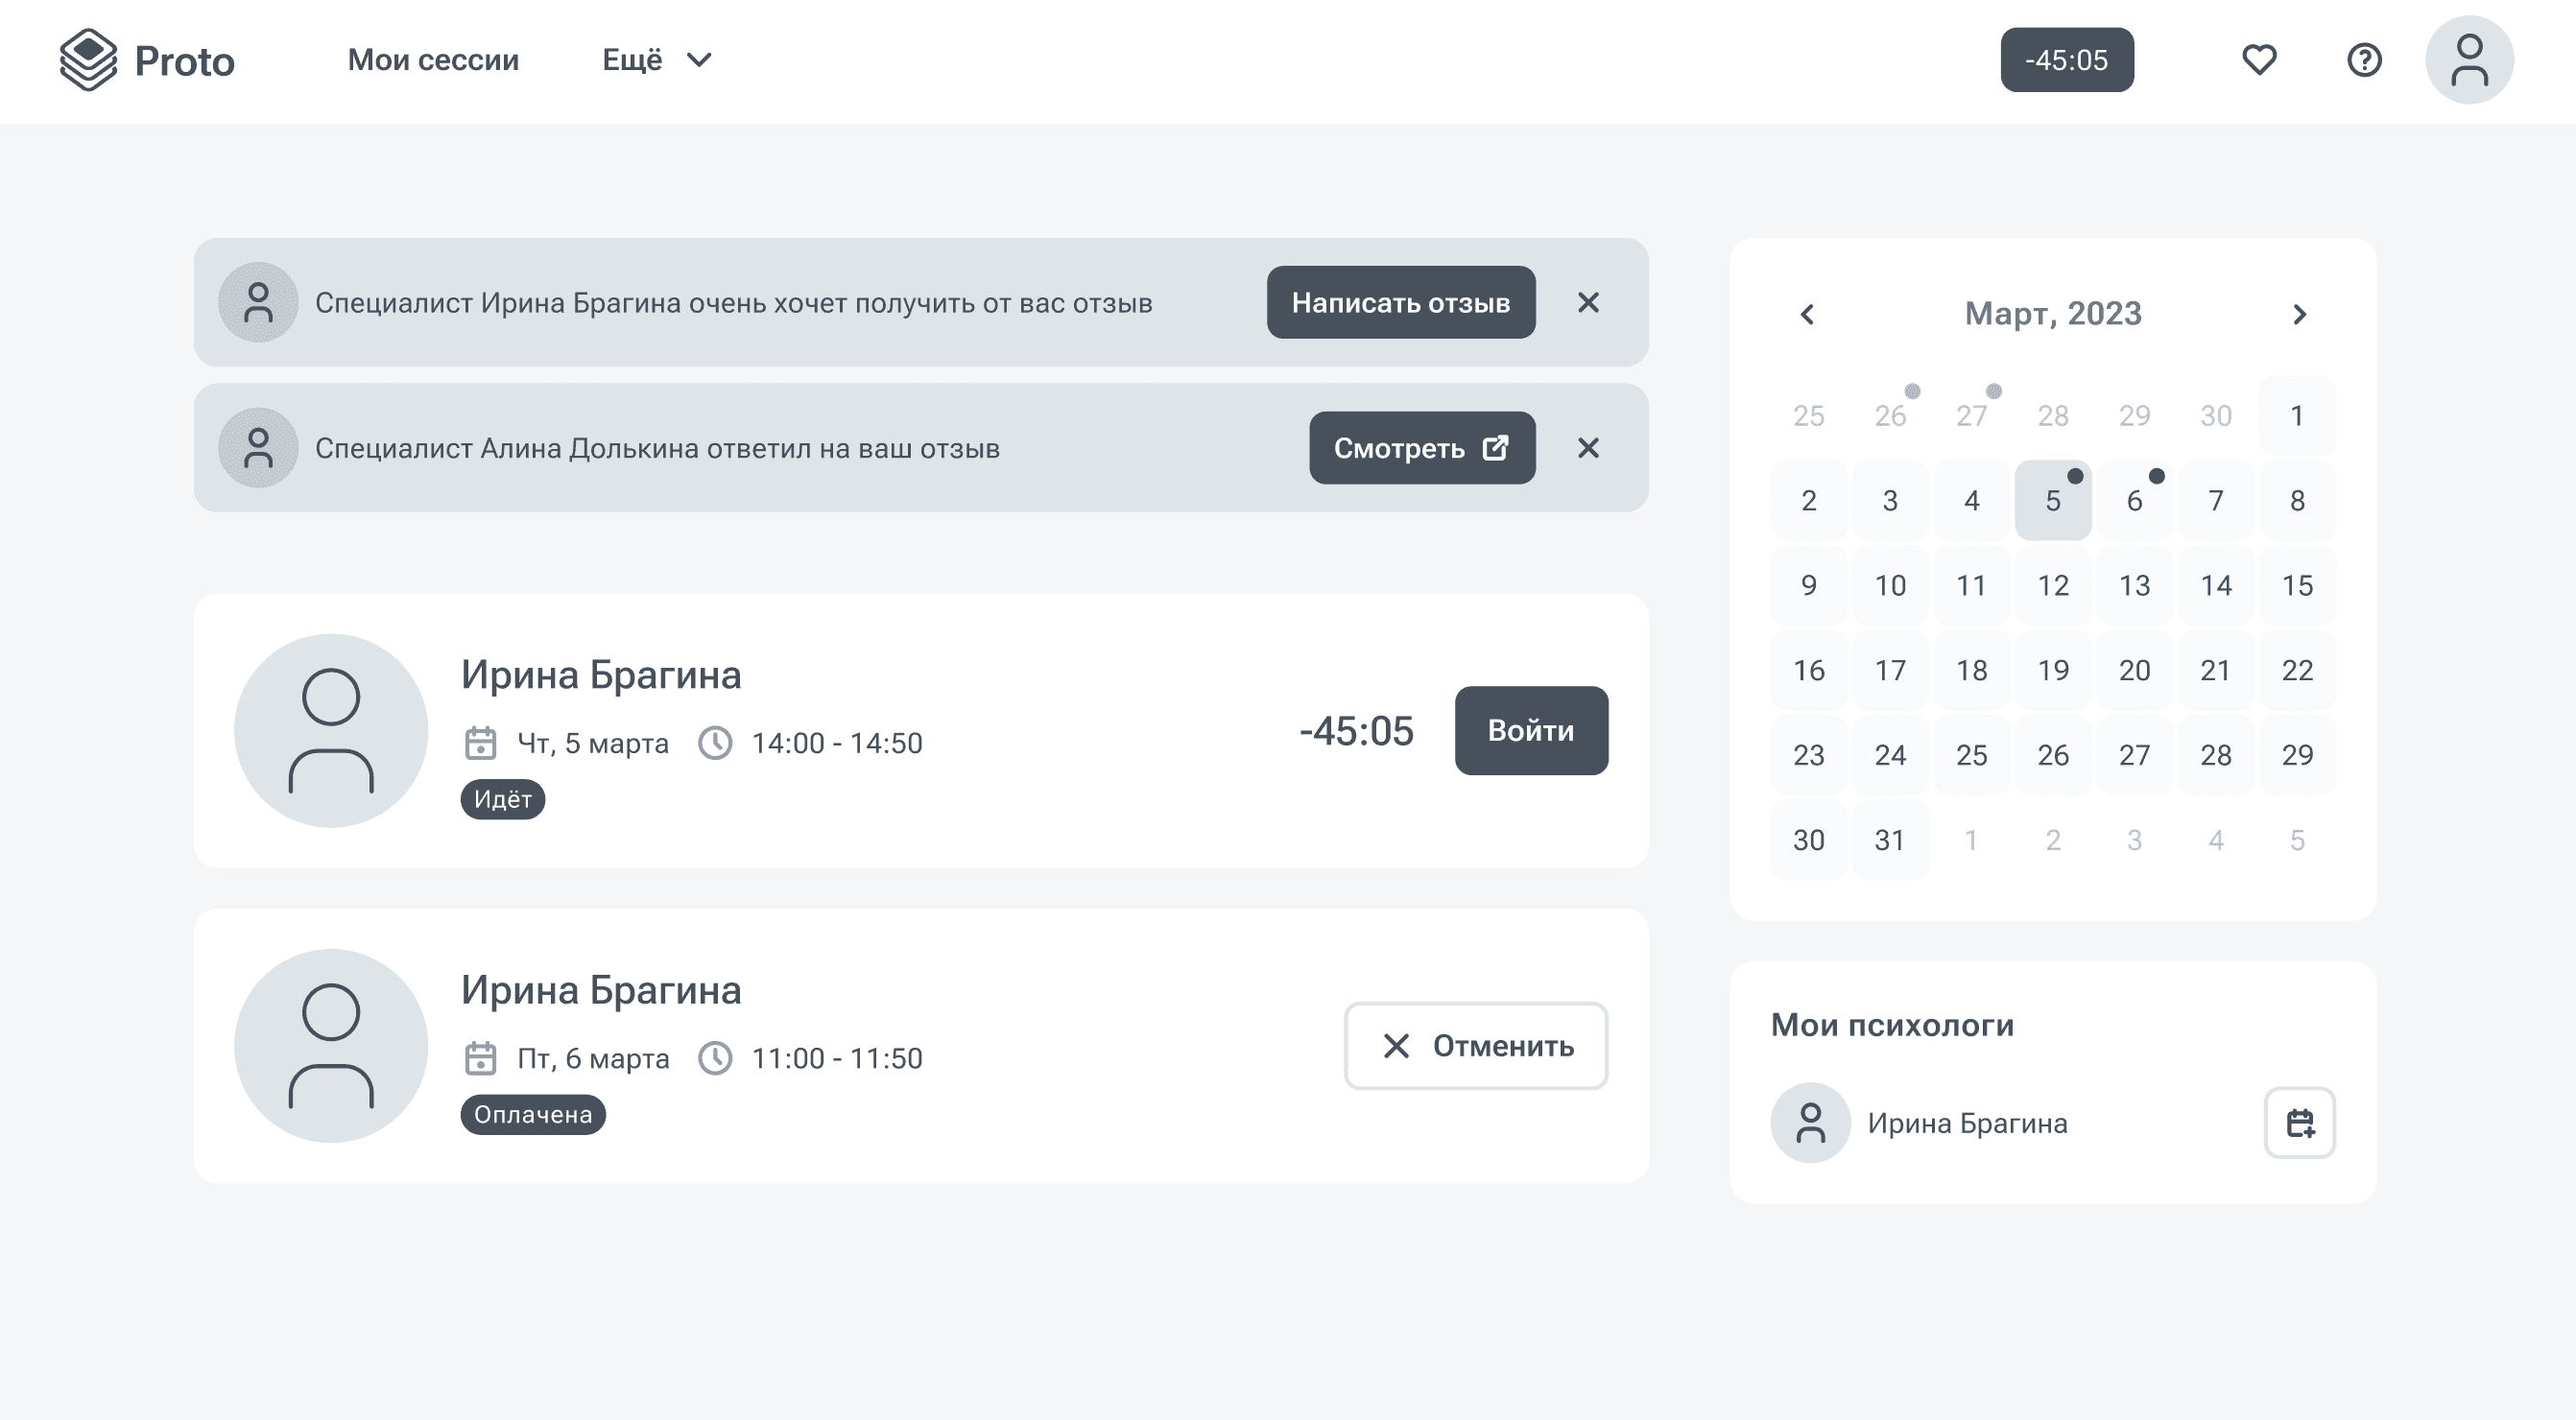 Proto
Мои сессии
Ещё
-45:05
Специалист Ирина Брагина очень хочет получить от вас отзыв
Написать отзыв
Специалист Алина Долькина ответил на ваш отзыв
Смотреть
Ирина Брагина
Чт, 5 марта 14:00 - 14:50
Идёт
-45:05
Войти
Ирина Брагина
Пт, 6 марта 11:00 - 11:50
Оплачена
Отменить
Март, 2023
25 26 27 28 29 30 1
2 3 4 5 6 7 8
9 10 11 12 13 14 15
16 17 18 19 20 21 22
23 24 25 26 27 28 29
30 31 1 2 3 4 5
Мои психологи
Ирина Брагина